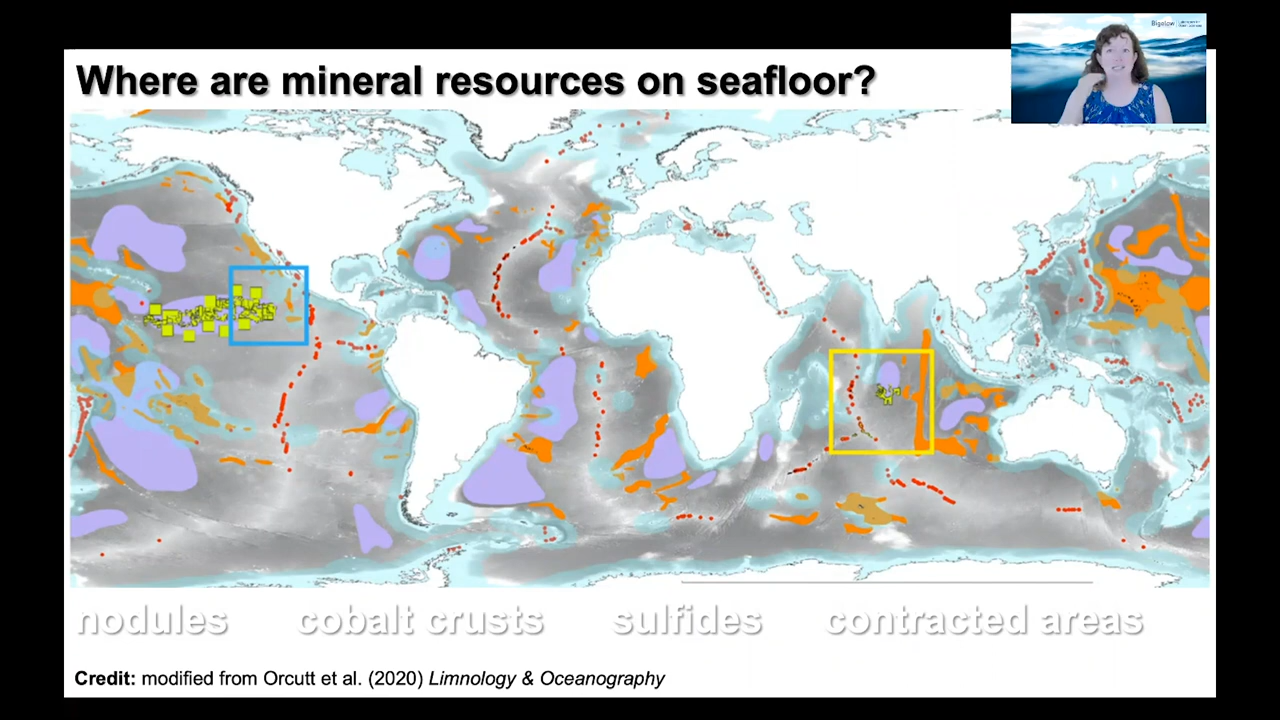 Where are mineral resources on seafloor?
Bigelow
nodules cobalt crusts sulfides contracted areas
Credit: modified from Orcutt et al. (2020) Limnology & Oceanography